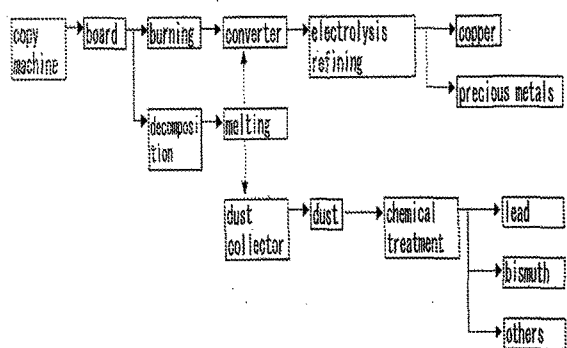 copy
machine
board
burning
converter
electrolysis
refining
copper
precious metals
decomposi
tion
melting
dust
collector
dust
chemical
treatment
lead
bismuth
others